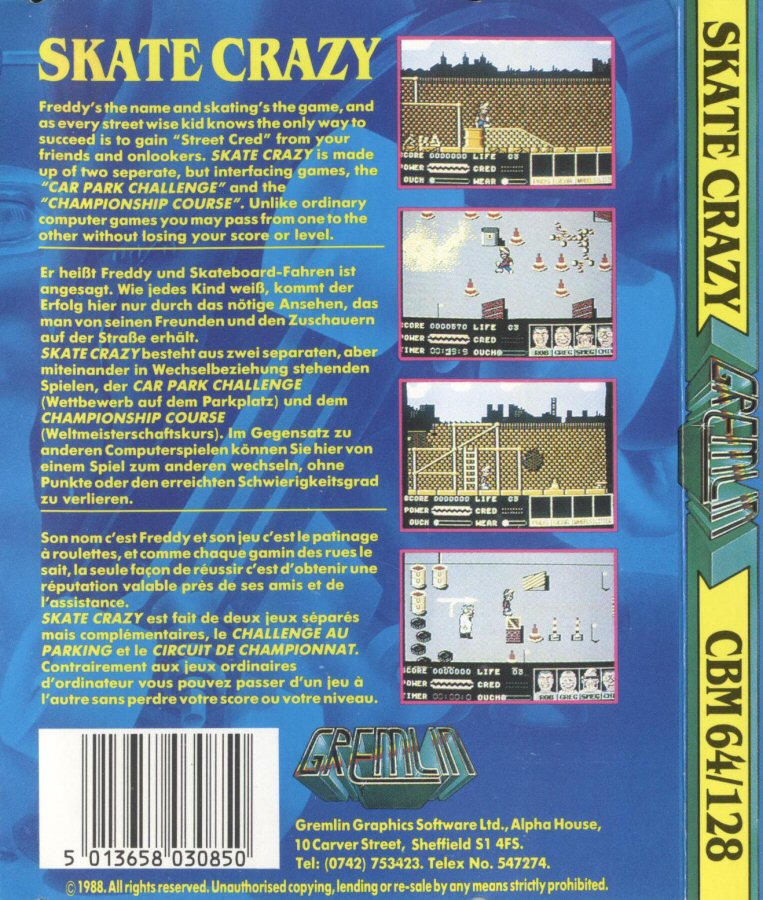 SKATE CRAZY
Freddy's the name and skating's the game, and
as every street wise kid knows the only way to
succeed is to gain "Street Cred" from your
friends and onlookers. SKATE CRAZY is made
up of two seperate, but interfacing games, the
"CAR PARK CHALLENGE" and the
"CHAMPIONSHIP COURSE". Unlike ordinary
computer games you may pass from one to the
other without losing your score or level.
Er heißt Freddy und Skateboard-Fahren ist
angesagt. Wie jedes Kind weiß, kommt der
Erfolg hier nur durch das nötige Ansehen, das
man von seinen Freunden und den Zuschauern
auf der Straße erhält.
SKATE CRAZY besteht aus zwei separaten, aber
miteinander in Wechselbeziehung stehenden
Spielen, der CAR PARK CHALLENGE
(Wettbewerb auf dem Parkplatz) und dem
CHAMPIONSHIP COURSE
(Weltmeisterschaftskurs). Im Gegensatz zu
anderen Computerspielen können Sie hier von
einem Spiel zum anderen wechseln, ohne
Punkte oder den erreichten Schwierigkeitsgrad
zu verlieren.
Son nom c'est Freddy et son jeu c'est le patinage
à roulettes, et comme chaque gamin des rues le
sait, la seule façon de réussir c'est d'obtenir une
réputation valable près de ses amis et de
l'assistance.
SKATE CRAZY est fait de deux jeux séparés
mais complémentaires, le CHALLENGE AU
PARKING et le CIRCUIT DE CHAMPIONNAT.
Contrairement aux jeux ordinaires
d'ordinateur vous pouvez passer d'un jeu à
l'autre sans perdre votre score ou votre niveau.
SCORE 0000000 LIFE 03
POWER CRED
OUCH WEAR
SCORE 0000570 LIFE 03
POWER CRED
TIMER OUCH
ROB GREG SMEG
SCORE 0000000 LIFE 03
POWER CRED
OUCH WEAR
SCORE 0000000 LIFE 03
POWER CRED
TIMER OUCH
ROB GREG SMEG
5 013658 030850
GREMLIN
Gremlin Graphics Software Ltd., Alpha House,
10 Carver Street, Sheffield S1 4FS.
Tel: (0742) 753423. Telex No. 547274.
© 1988. All rights reserved. Unauthorised copying, lending or re-sale by any means strictly prohibited.
SKATE CRAZY
GREMLIN
CBM 64/128